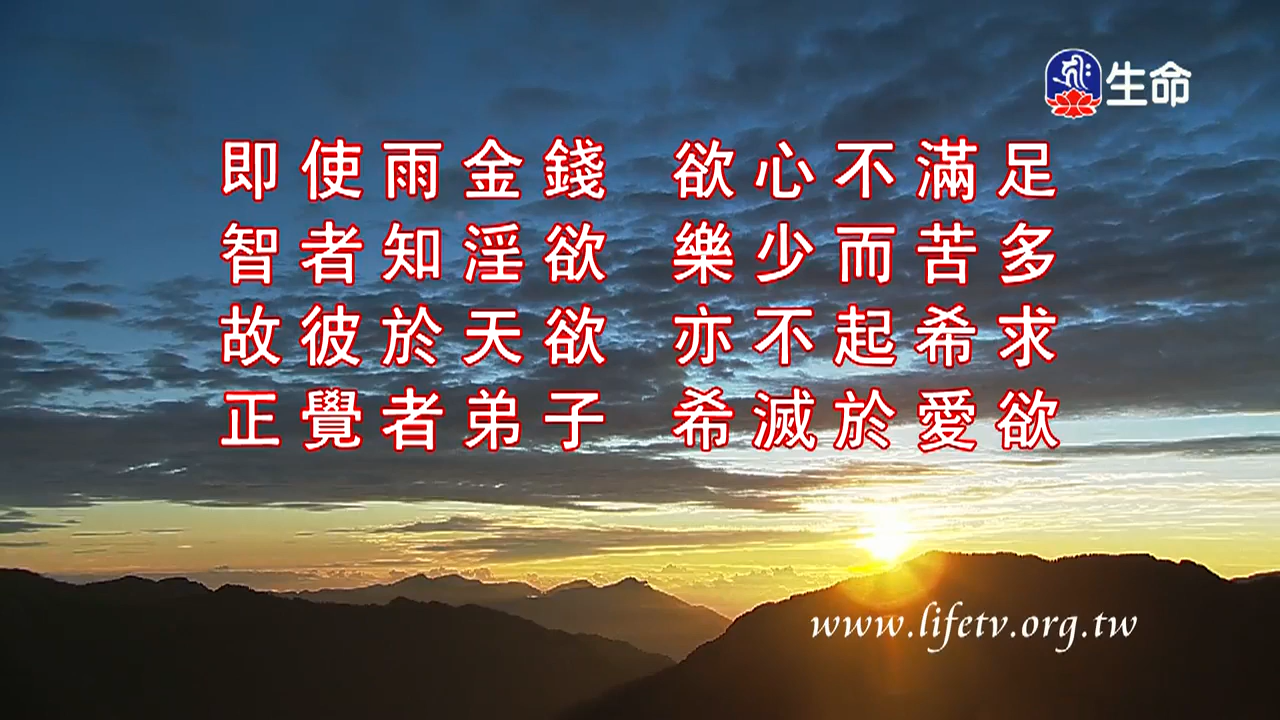 生命
即使雨金錢 欲心不滿足
智者知淫欲 樂少而苦多
故彼於天欲 亦不起希求
正覺者弟子 希滅於愛欲
www.lifetv.org.tw